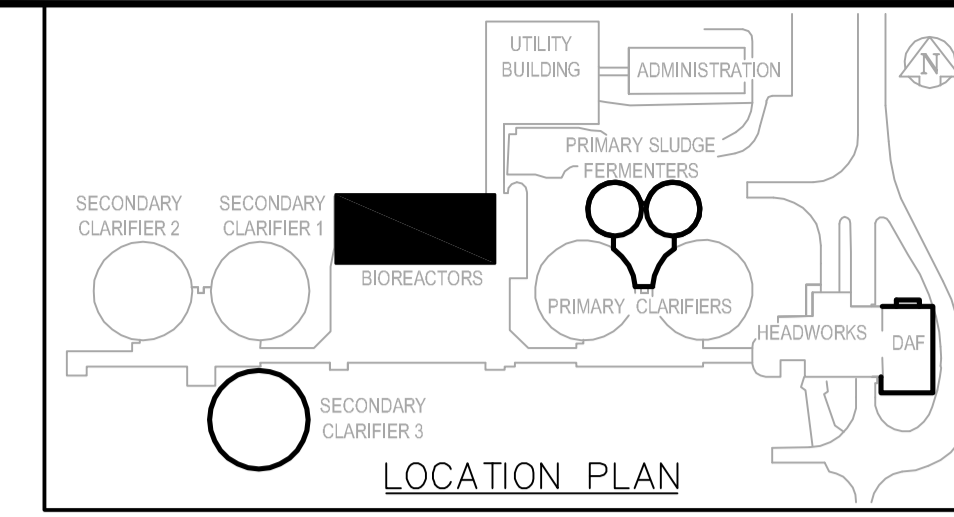 UTILITY
BUILDING
ADMINISTRATION
N
PRIMARY SLUDGE
FERMENTERS
SECONDARY
CLARIFIER 2
SECONDARY
CLARIFIER 1
BIOREACTORS
PRIMARY CLARIFIERS
HEADWORKS
DAF
SECONDARY
CLARIFIER 3
LOCATION PLAN